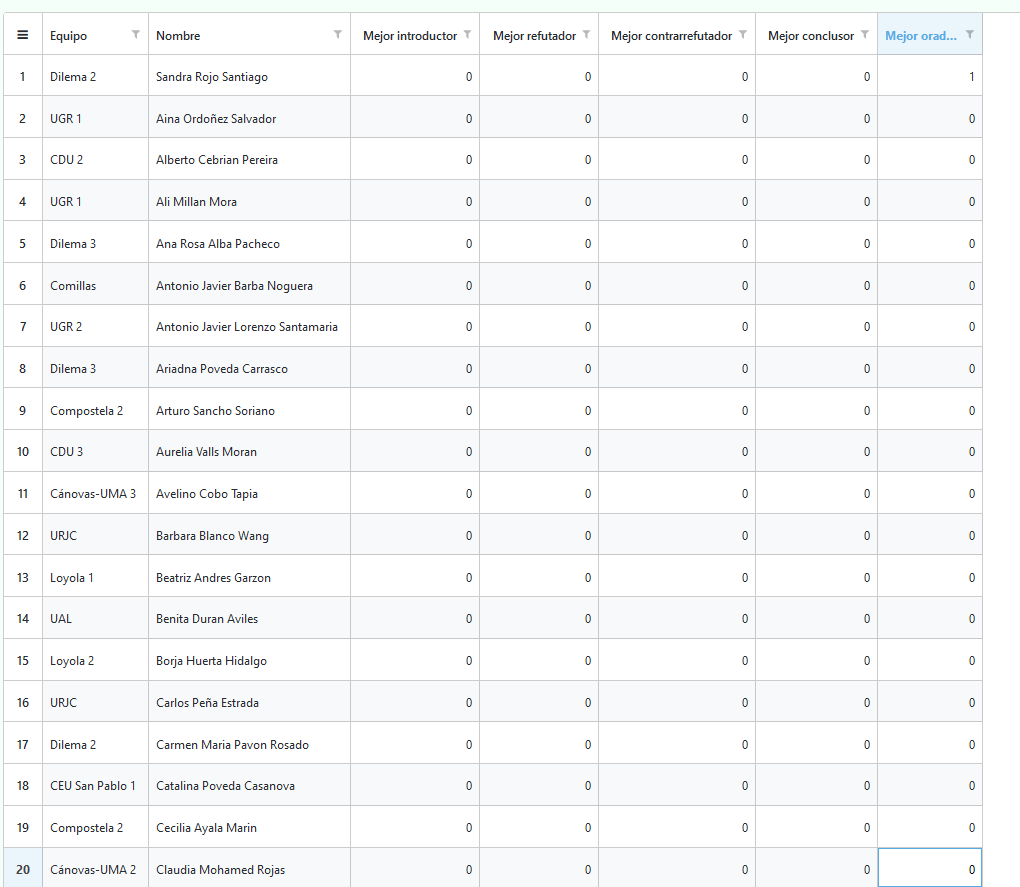 ☰ Equipo Nombre Mejor introductor Mejor refutador Mejor contrarrefutador Mejor conclusor Mejor orad...
1 Dilema 2 Sandra Rojo Santiago 0 0 0 0 1
2 UGR 1 Aina Ordoñez Salvador 0 0 0 0 0
3 CDU 2 Alberto Cebrian Pereira 0 0 0 0 0
4 UGR 1 Ali Millan Mora 0 0 0 0 0
5 Dilema 3 Ana Rosa Alba Pacheco 0 0 0 0 0
6 Comillas Antonio Javier Barba Noguera 0 0 0 0 0
7 UGR 2 Antonio Javier Lorenzo Santamaria 0 0 0 0 0
8 Dilema 3 Ariadna Poveda Carrasco 0 0 0 0 0
9 Compostela 2 Arturo Sancho Soriano 0 0 0 0 0
10 CDU 3 Aurelia Valls Moran 0 0 0 0 0
11 Cánovas-UMA 3 Avelino Cobo Tapia 0 0 0 0 0
12 URJC Barbara Blanco Wang 0 0 0 0 0
13 Loyola 1 Beatriz Andres Garzon 0 0 0 0 0
14 UAL Benita Duran Aviles 0 0 0 0 0
15 Loyola 2 Borja Huerta Hidalgo 0 0 0 0 0
16 URJC Carlos Peña Estrada 0 0 0 0 0
17 Dilema 2 Carmen Maria Pavon Rosado 0 0 0 0 0
18 CEU San Pablo 1 Catalina Poveda Casanova 0 0 0 0 0
19 Compostela 2 Cecilia Ayala Marin 0 0 0 0 0
20 Cánovas-UMA 2 Claudia Mohamed Rojas 0 0 0 0 0